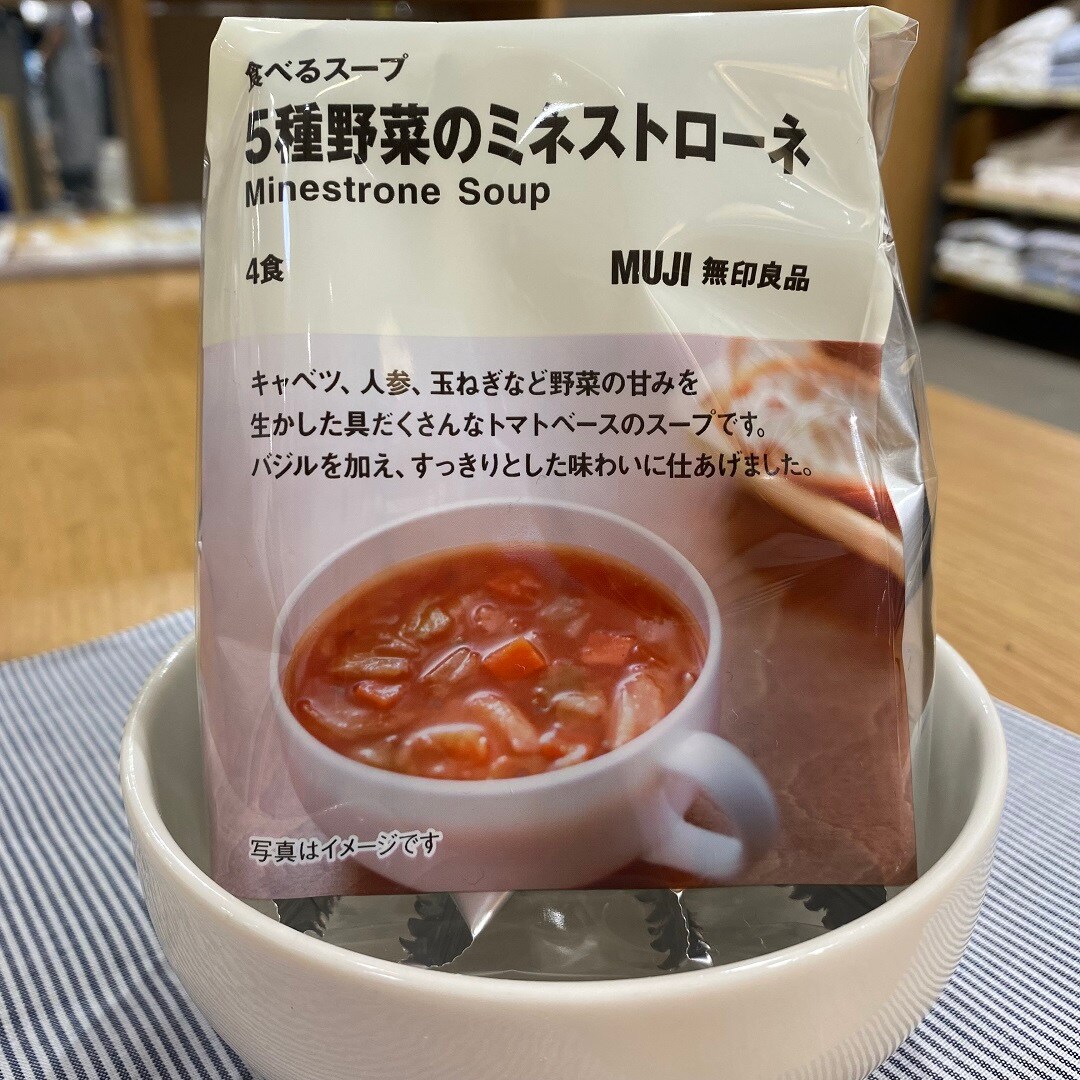 食べるスープ
5種野菜のミネストローネ
Minestrone Soup
4食
MUJI 無印良品
キャベツ、人参、玉ねぎなど野菜の甘みを
生かした具だくさんなトマトベースのスープです。
バジルを加え、すっきりとした味わいに仕あげました。
写真はイメージです